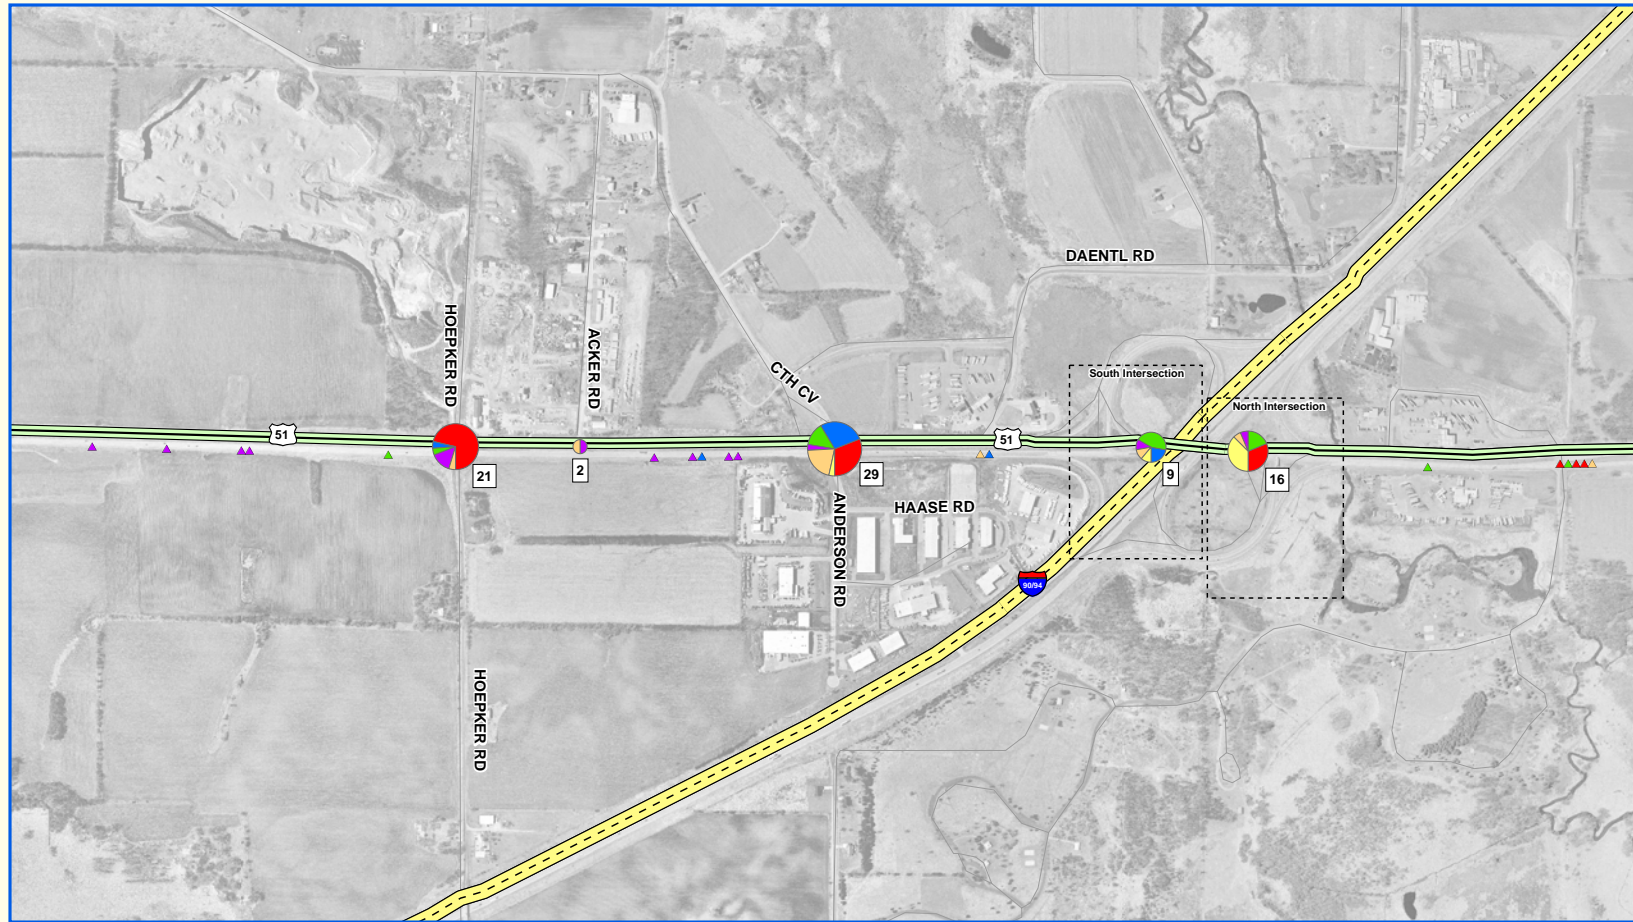 DAENTL RD
HOEPKER RD
ACKER RD
CTH CV
South Intersection
North Intersection
51
51
21
2
29
9
16
ANDERSON RD
HAASE RD
90/94
HOEPKER RD